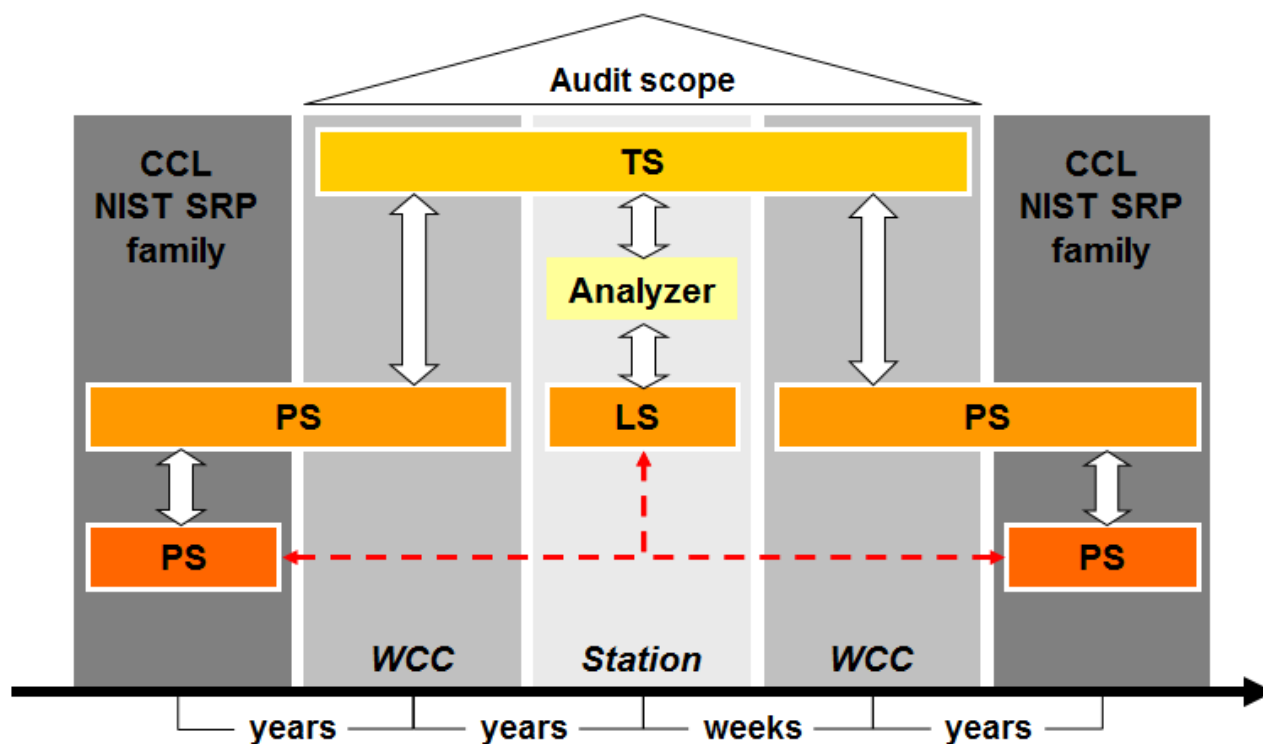 Audit scope
CCL
NIST SRP
family
TS
CCL
NIST SRP
family
Analyzer
PS
LS
PS
PS
PS
WCC
Station
WCC
years
years
weeks
years